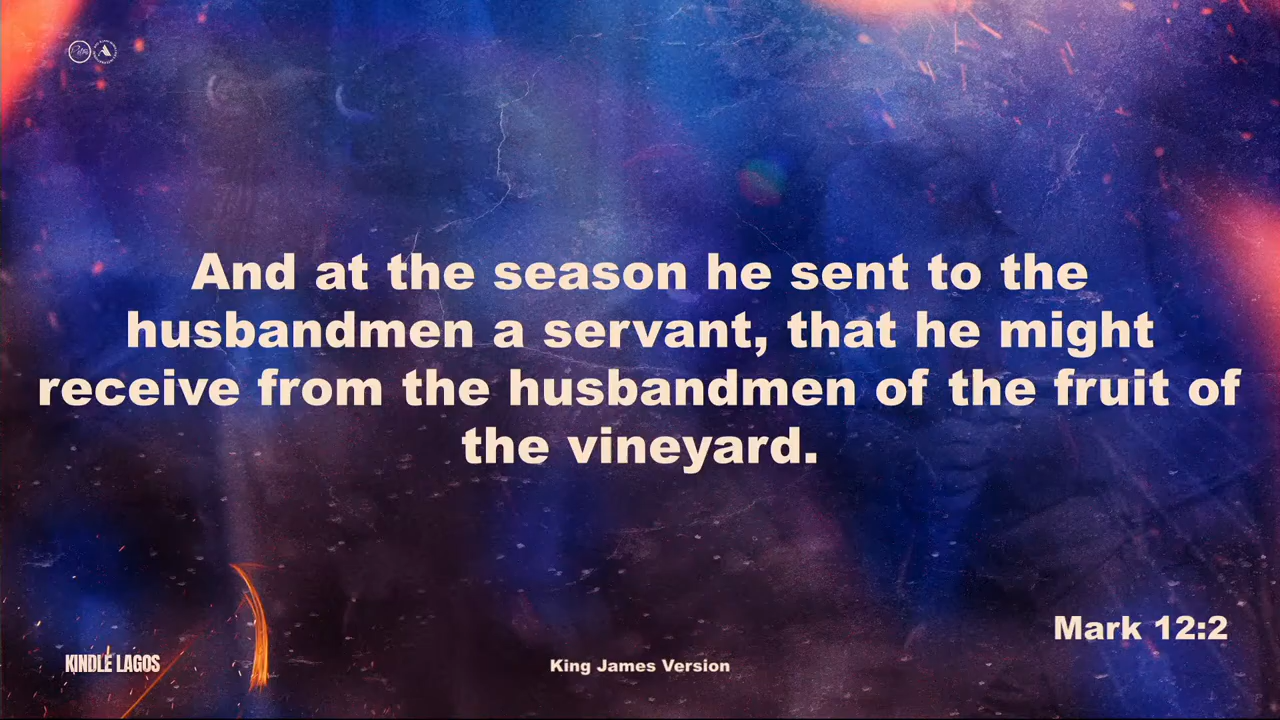 And at the season he sent to the
husbandmen a servant, that he might
receive from the husbandmen of the fruit of
the vineyard.
Mark 12:2
KINDLE LAGOS
King James Version